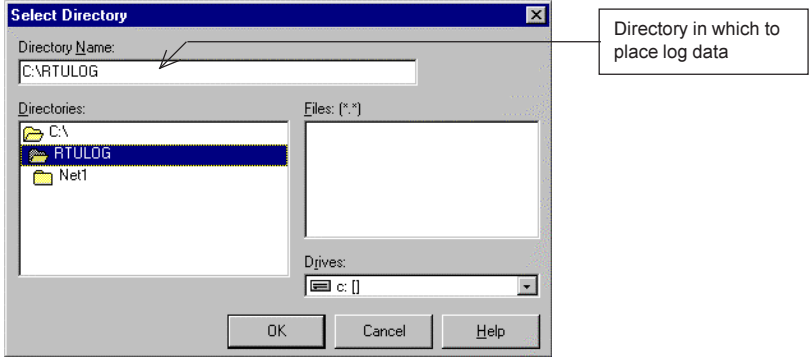 Select Directory
Directory Name:
C:\RTULOG
Directories:
C:\
RTULOG
Net1
Files: (*.*)
Drives:
c: []
OK
Cancel
Help
Directory in which to
place log data